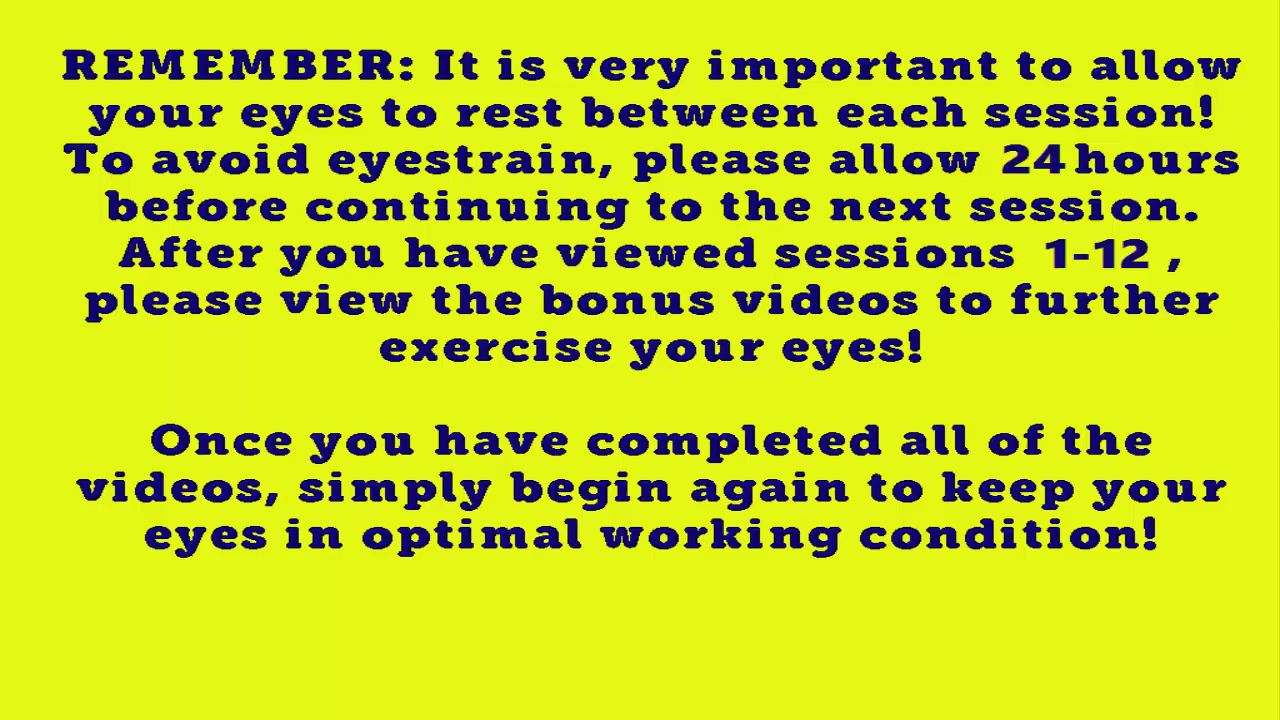 REMEMBER: It is very important to allow
your eyes to rest between each session!
To avoid eyestrain, please allow 24 hours
before continuing to the next session.
After you have viewed sessions 1-12 ,
please view the bonus videos to further
exercise your eyes!
Once you have completed all of the
videos, simply begin again to keep your
eyes in optimal working condition!